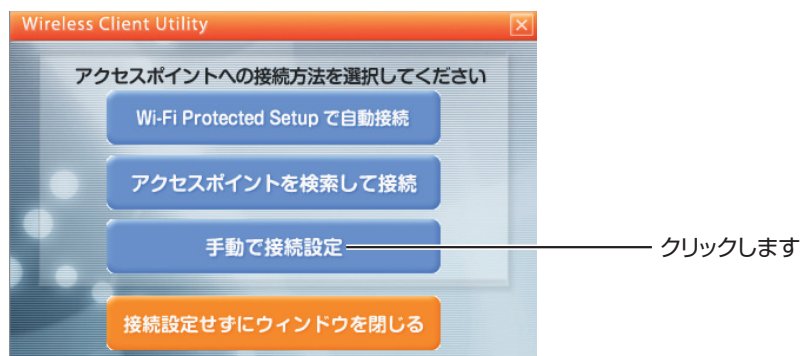 Wireless Client Utility
アクセスポイントへの接続方法を選択してください
Wi-Fi Protected Setup で自動接続
アクセスポイントを検索して接続
手動で接続設定
クリックします
接続設定せずにウィンドウを閉じる